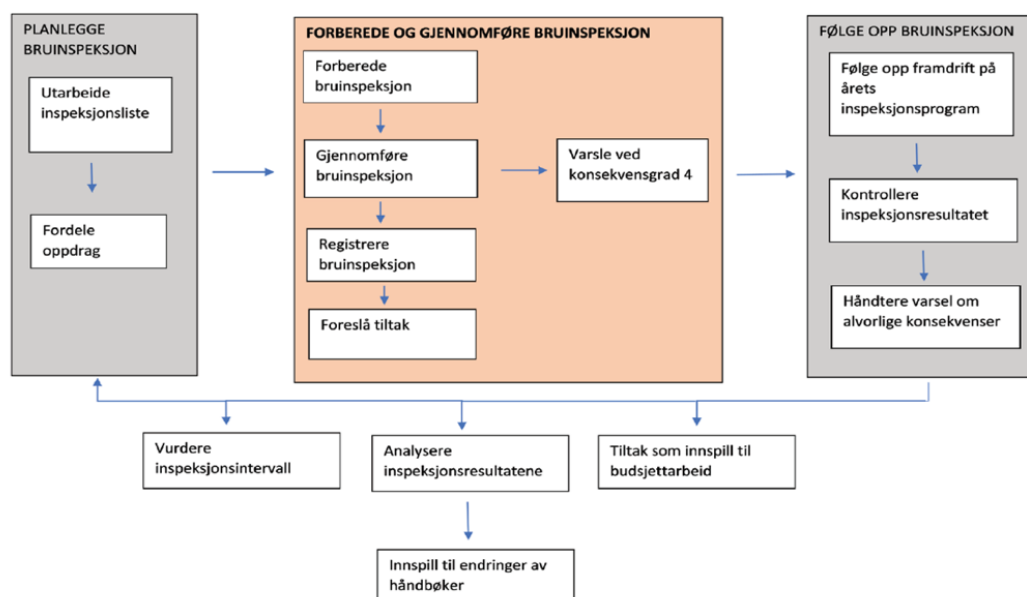 PLANLEGGE
BRUINSPEKSJON
Utarbeide
inspeksjonsliste
Fordele
oppdrag
FORBEREDE OG GJENNOMFØRE BRUINSPEKSJON
Forberede
bruinspeksjon
Gjennomføre
bruinspeksjon
Varsle ved
konsekvensgrad 4
Registrere
bruinspeksjon
Foreslå tiltak
FØLGE OPP BRUINSPEKSJON
Følge opp framdrift på
årets
inspeksjonsprogram
Kontrollere
inspeksjonsresultatet
Håndtere varsel om
alvorlige konsekvenser
Vurdere
inspeksjonsintervall
Analysere
inspeksjonsresultatene
Tiltak som innspill til
budsjettarbeid
Innspill til endringer av
håndbøker